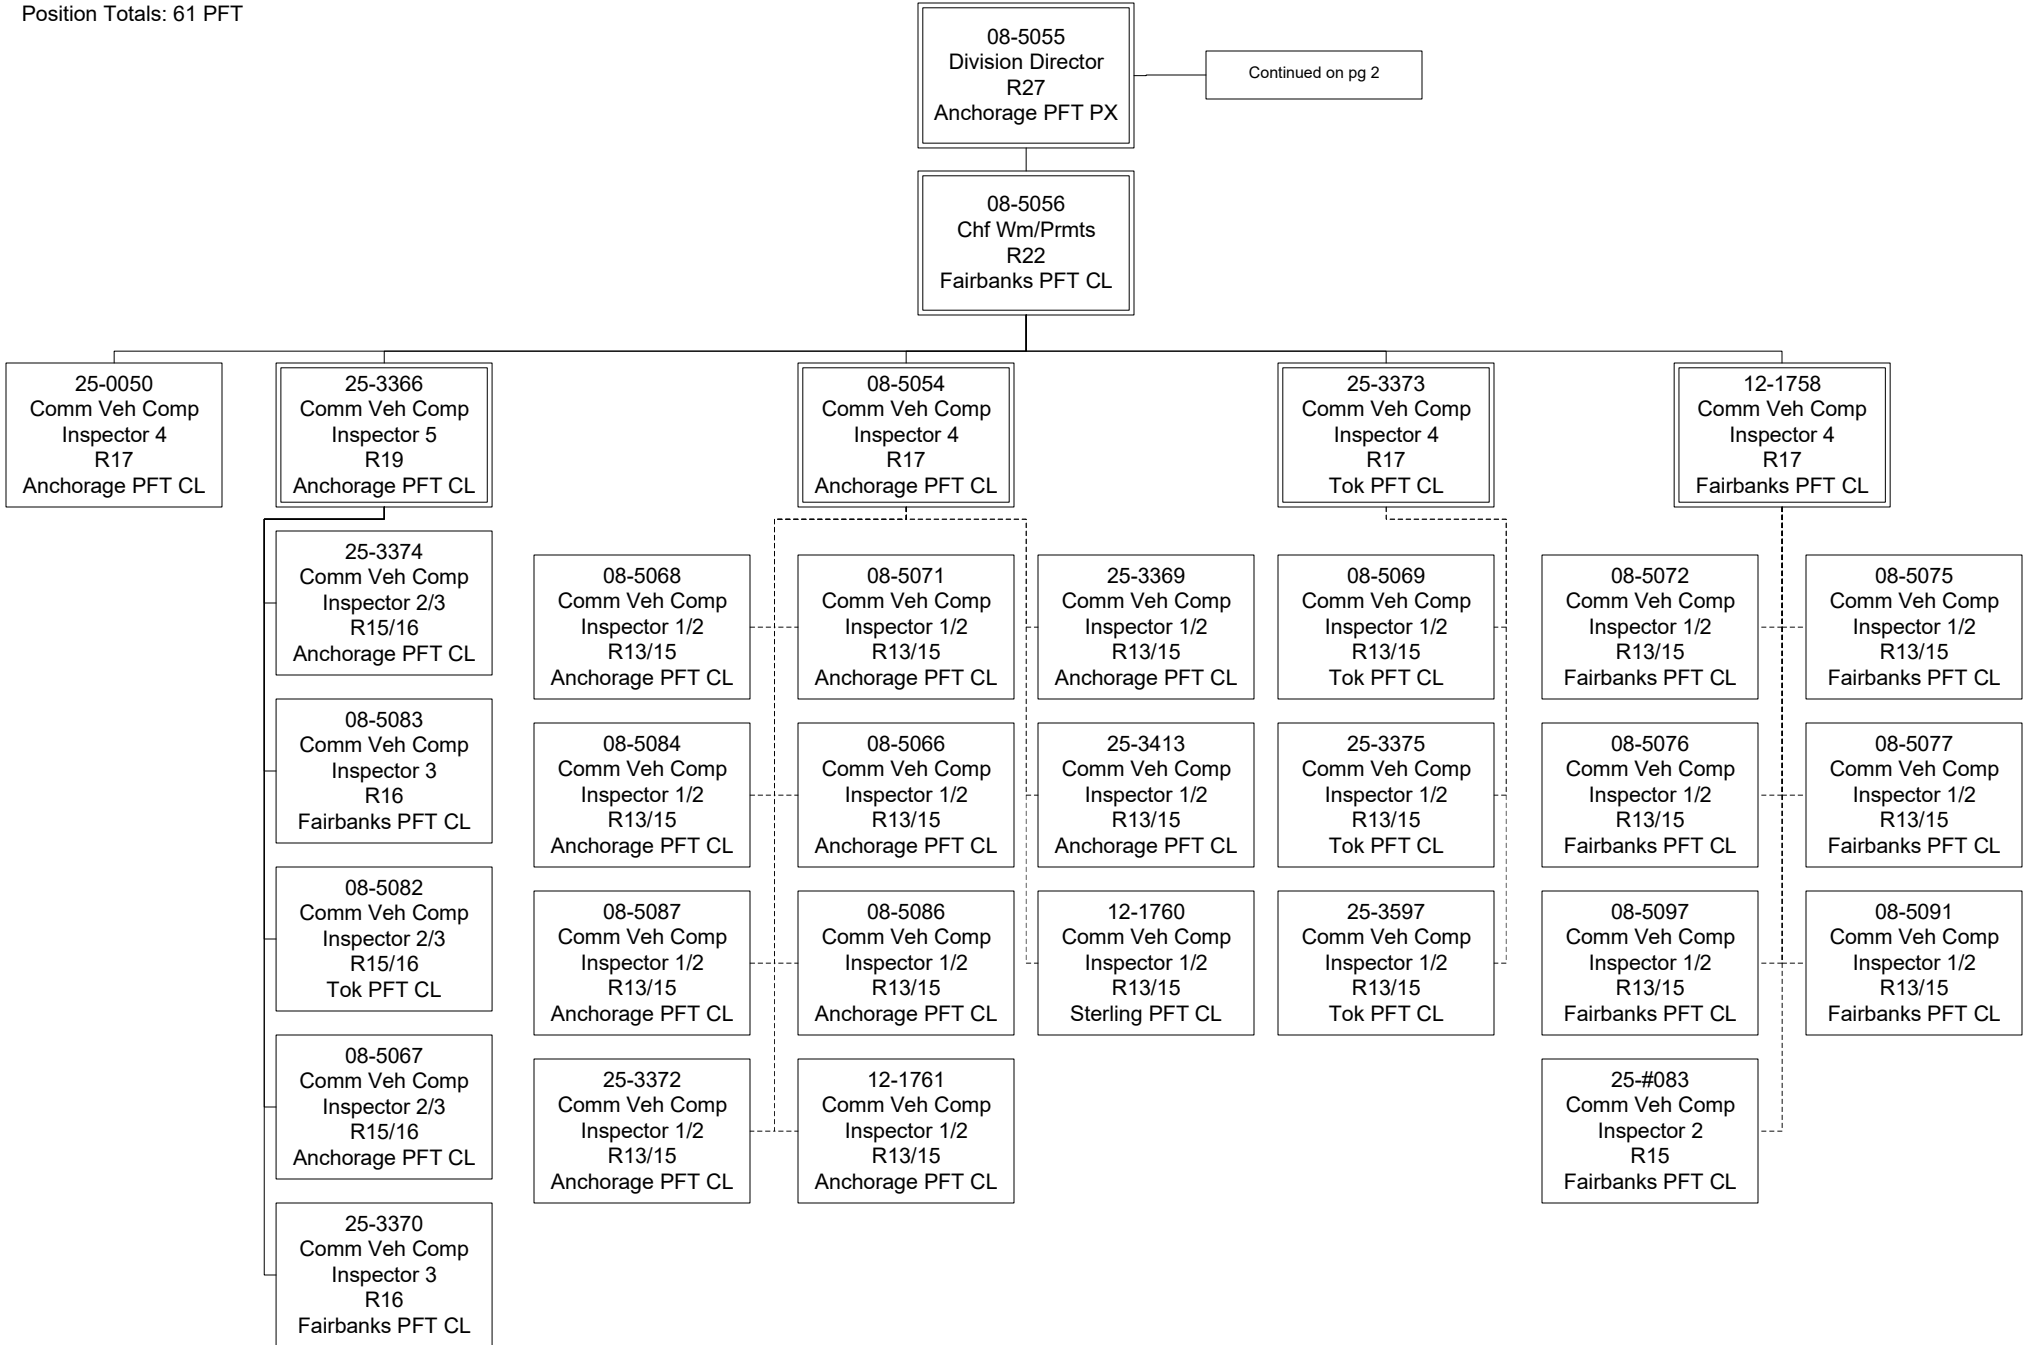 Position Totals: 61 PFT
08-5055
Division Director
R27
Anchorage PFT PX
Continued on pg 2
08-5056
Chf Wm/Prmts
R22
Fairbanks PFT CL
25-0050
Comm Veh Comp
Inspector 4
R17
Anchorage PFT CL
25-3366
Comm Veh Comp
Inspector 5
R19
Anchorage PFT CL
08-5054
Comm Veh Comp
Inspector 4
R17
Anchorage PFT CL
25-3373
Comm Veh Comp
Inspector 4
R17
Tok PFT CL
12-1758
Comm Veh Comp
Inspector 4
R17
Fairbanks PFT CL
25-3374
Comm Veh Comp
Inspector 2/3
R15/16
Anchorage PFT CL
08-5083
Comm Veh Comp
Inspector 3
R16
Fairbanks PFT CL
08-5082
Comm Veh Comp
Inspector 2/3
R15/16
Tok PFT CL
08-5067
Comm Veh Comp
Inspector 2/3
R15/16
Anchorage PFT CL
25-3370
Comm Veh Comp
Inspector 3
R16
Fairbanks PFT CL
08-5068
Comm Veh Comp
Inspector 1/2
R13/15
Anchorage PFT CL
08-5071
Comm Veh Comp
Inspector 1/2
R13/15
Anchorage PFT CL
25-3369
Comm Veh Comp
Inspector 1/2
R13/15
Anchorage PFT CL
08-5084
Comm Veh Comp
Inspector 1/2
R13/15
Anchorage PFT CL
08-5066
Comm Veh Comp
Inspector 1/2
R13/15
Anchorage PFT CL
25-3413
Comm Veh Comp
Inspector 1/2
R13/15
Anchorage PFT CL
08-5087
Comm Veh Comp
Inspector 1/2
R13/15
Anchorage PFT CL
08-5086
Comm Veh Comp
Inspector 1/2
R13/15
Anchorage PFT CL
12-1760
Comm Veh Comp
Inspector 1/2
R13/15
Sterling PFT CL
25-3372
Comm Veh Comp
Inspector 1/2
R13/15
Anchorage PFT CL
12-1761
Comm Veh Comp
Inspector 1/2
R13/15
Anchorage PFT CL
08-5069
Comm Veh Comp
Inspector 1/2
R13/15
Tok PFT CL
25-3375
Comm Veh Comp
Inspector 1/2
R13/15
Tok PFT CL
25-3597
Comm Veh Comp
Inspector 1/2
R13/15
Tok PFT CL
08-5072
Comm Veh Comp
Inspector 1/2
R13/15
Fairbanks PFT CL
08-5075
Comm Veh Comp
Inspector 1/2
R13/15
Fairbanks PFT CL
08-5076
Comm Veh Comp
Inspector 1/2
R13/15
Fairbanks PFT CL
08-5077
Comm Veh Comp
Inspector 1/2
R13/15
Fairbanks PFT CL
08-5097
Comm Veh Comp
Inspector 1/2
R13/15
Fairbanks PFT CL
08-5091
Comm Veh Comp
Inspector 1/2
R13/15
Fairbanks PFT CL
25-#083
Comm Veh Comp
Inspector 2
R15
Fairbanks PFT CL